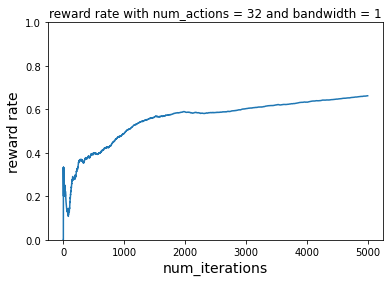 reward rate with num_actions = 32 and bandwidth = 1
1.0
0.8
0.6
0.4
0.2
0.0
reward rate
0 1000 2000 3000 4000 5000
num_iterations